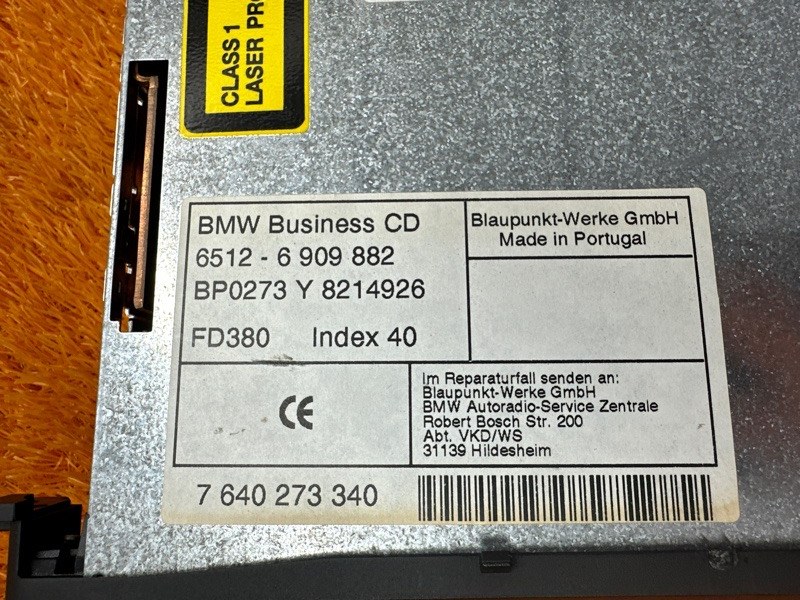 CLASS 1
LASER
BMW Business CD
6512 - 6 909 882
BP0273 Y 8214926
FD380 Index 40
Blaupunkt-Werke GmbH
Made in Portugal
CE
Im Reparaturfall senden an:
Blaupunkt-Werke GmbH
BMW Autoradio-Service Zentrale
Robert Bosch Str. 200
Abt. VKD/WS
31139 Hildesheim
7 640 273 340